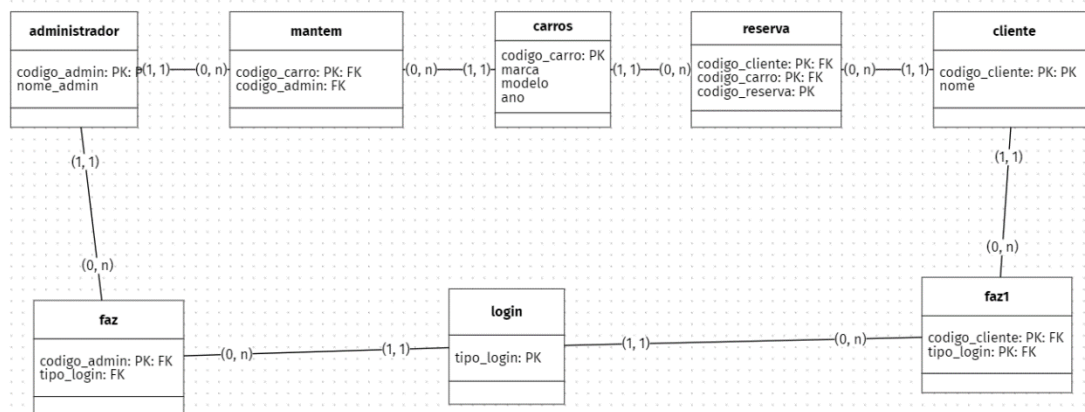 administrador
codigo_admin: PK:
nome_admin
(1, 1)
(0, n)
mantem
codigo_carro: PK: FK
codigo_admin: FK
(0, n)
(1, 1)
carros
codigo_carro: PK
marca
modelo
ano
(1, 1)
(0, n)
reserva
codigo_cliente: PK: FK
codigo_carro: PK: FK
codigo_reserva: PK
(0, n)
(1, 1)
cliente
codigo_cliente: PK: PK
nome
(1, 1)
(0, n)
(1, 1)
(0, n)
faz
codigo_admin: PK: FK
tipo_login: FK
(0, n)
(1, 1)
login
tipo_login: PK
(1, 1)
(0, n)
faz1
codigo_cliente: PK: FK
tipo_login: PK: FK